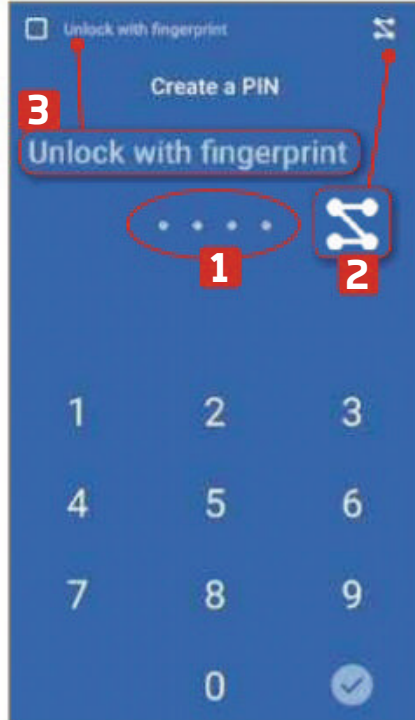 Unlock with fingerprint
Create a PIN
3
Unlock with fingerprint
1
2
1 2 3
4 5 6
7 8 9
0